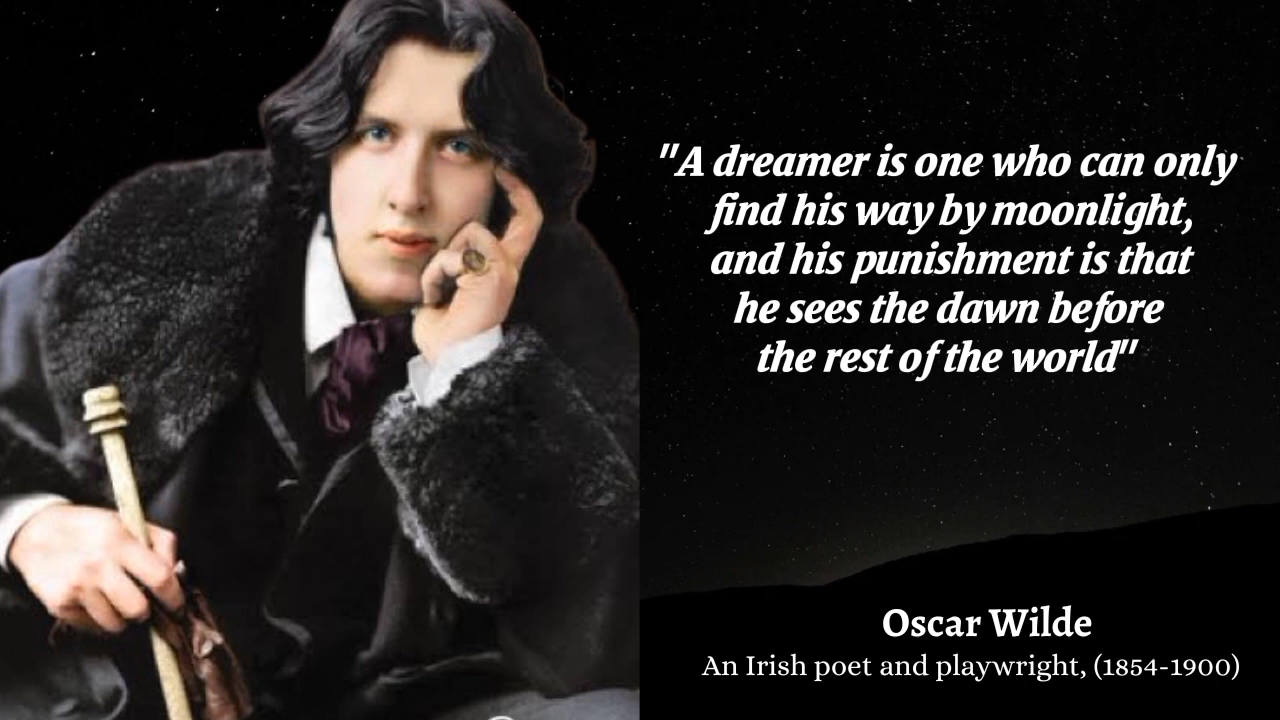 "A dreamer is one who can only
find his way by moonlight,
and his punishment is that
he sees the dawn before
the rest of the world"
Oscar Wilde
An Irish poet and playwright, (1854-1900)